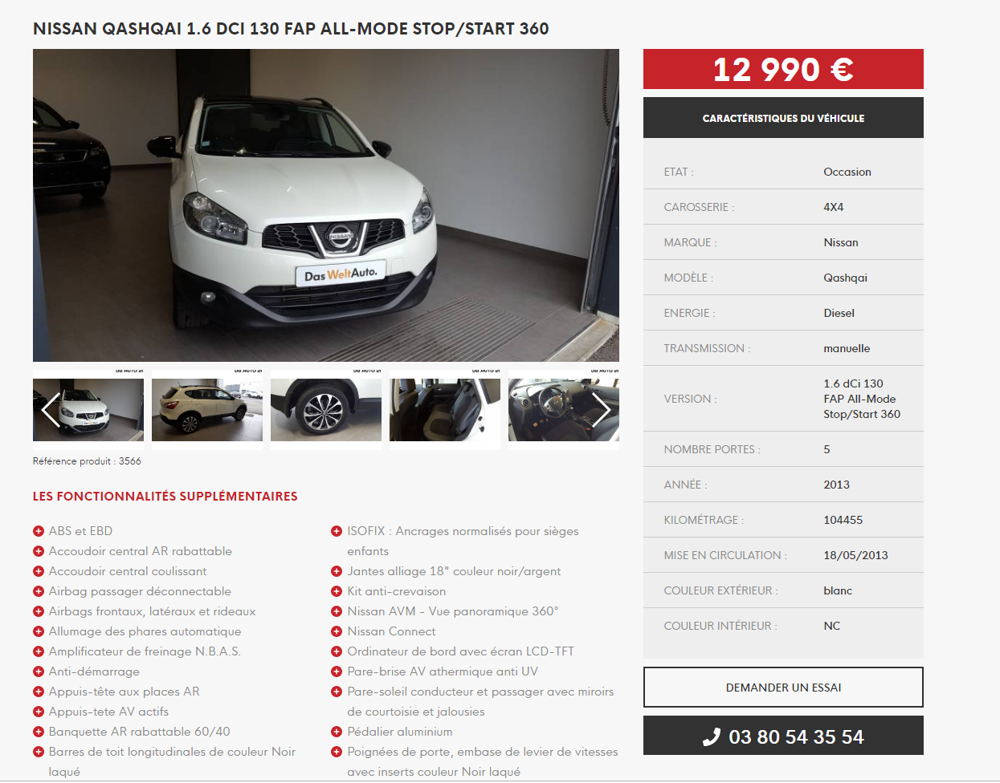 NISSAN QASHQAI 1.6 DCI 130 FAP ALL-MODE STOP/START 360
NISSAN
Das WeltAuto.
Référence produit : 3566
LES FONCTIONNALITÉS SUPPLÉMENTAIRES
ABS et EBD
Accoudoir central AR rabattable
Accoudoir central coulissant
Airbag passager déconnectable
Airbags frontaux, latéraux et rideaux
Allumage des phares automatique
Amplificateur de freinage N.B.A.S.
Anti-démarrage
Appuis-tête aux places AR
Appuis-tete AV actifs
Banquette AR rabattable 60/40
Barres de toit longitudinales de couleur Noir
laqué
ISOFIX : Ancrages normalisés pour sièges
enfants
Jantes alliage 18" couleur noir/argent
Kit anti-crevaison
Nissan AVM - Vue panoramique 360°
Nissan Connect
Ordinateur de bord avec écran LCD-TFT
Pare-brise AV athermique anti UV
Pare-soleil conducteur et passager avec miroirs
de courtoisie et jalousies
Pédalier aluminium
Poignées de porte, embase de levier de vitesses
avec inserts couleur Noir laqué
12 990 €
CARACTÉRISTIQUES DU VÉHICULE
ETAT : Occasion
CAROSSERIE : 4X4
MARQUE : Nissan
MODÈLE : Qashqai
ENERGIE : Diesel
TRANSMISSION : manuelle
VERSION : 1.6 dCi 130
FAP All-Mode
Stop/Start 360
NOMBRE PORTES : 5
ANNÉE : 2013
KILOMÉTRAGE : 104455
MISE EN CIRCULATION : 18/05/2013
COULEUR EXTÉRIEUR : blanc
COULEUR INTÉRIEUR : NC
DEMANDER UN ESSAI
03 80 54 35 54